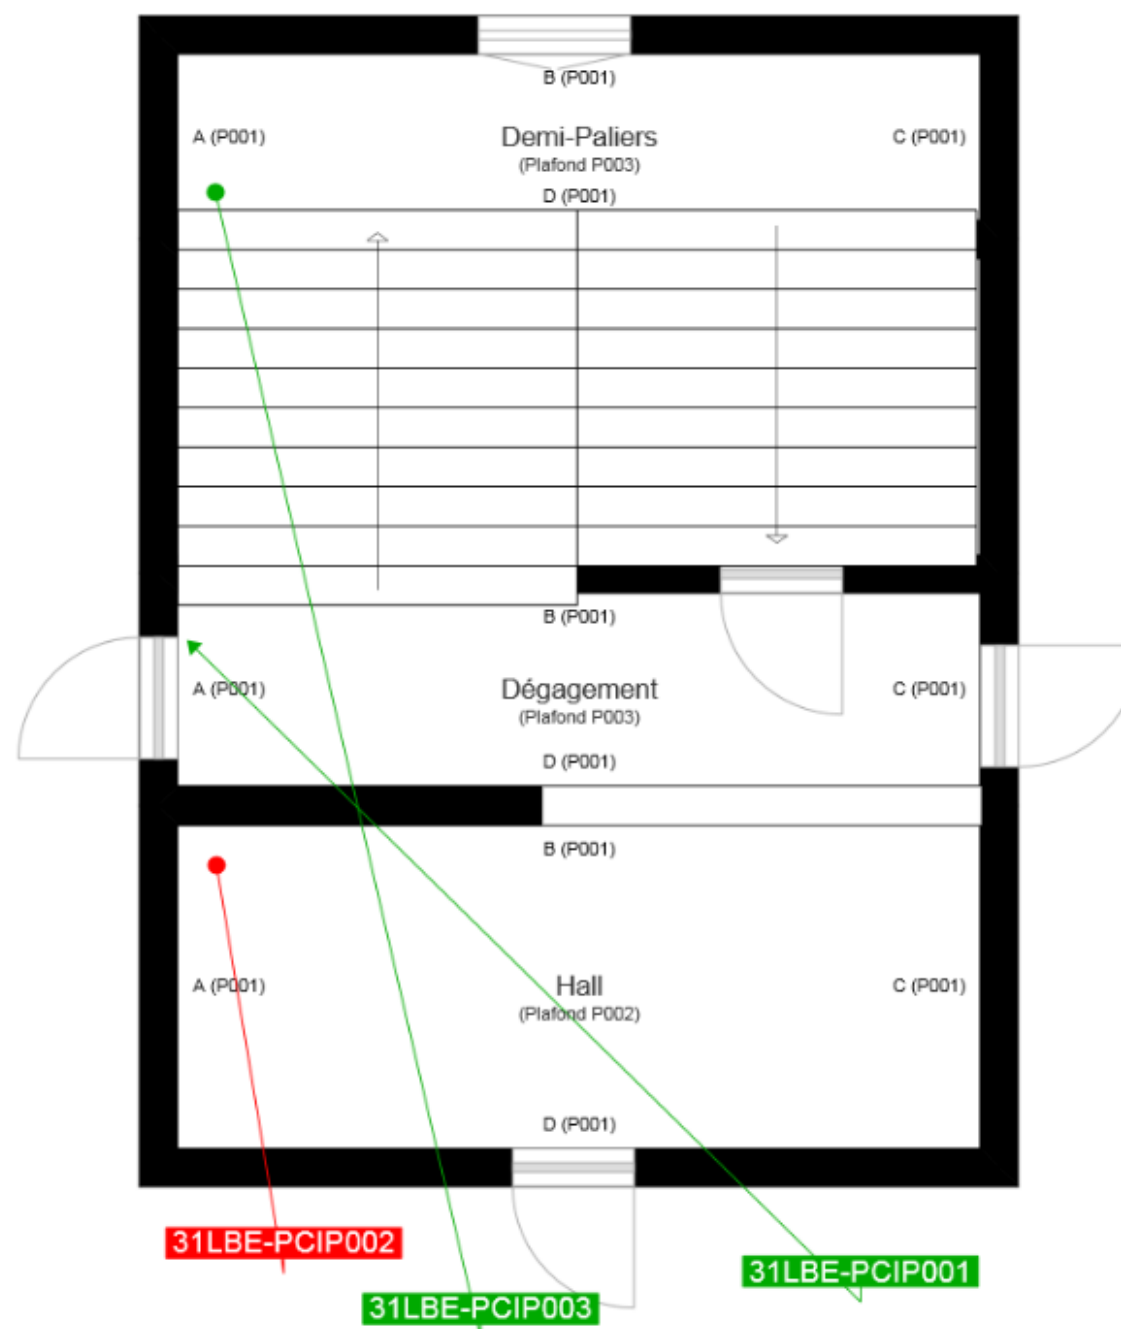 B (P001)
A (P001)
Demi-Paliers
C (P001)
(Plafond P003)
D (P001)
B (P001)
A (P001)
Dégagement
C (P001)
(Plafond P003)
D (P001)
B (P001)
A (P001)
Hall
C (P001)
(Plafond P002)
D (P001)
31LBE-PCIP002
31LBE-PCIP001
31LBE-PCIP003